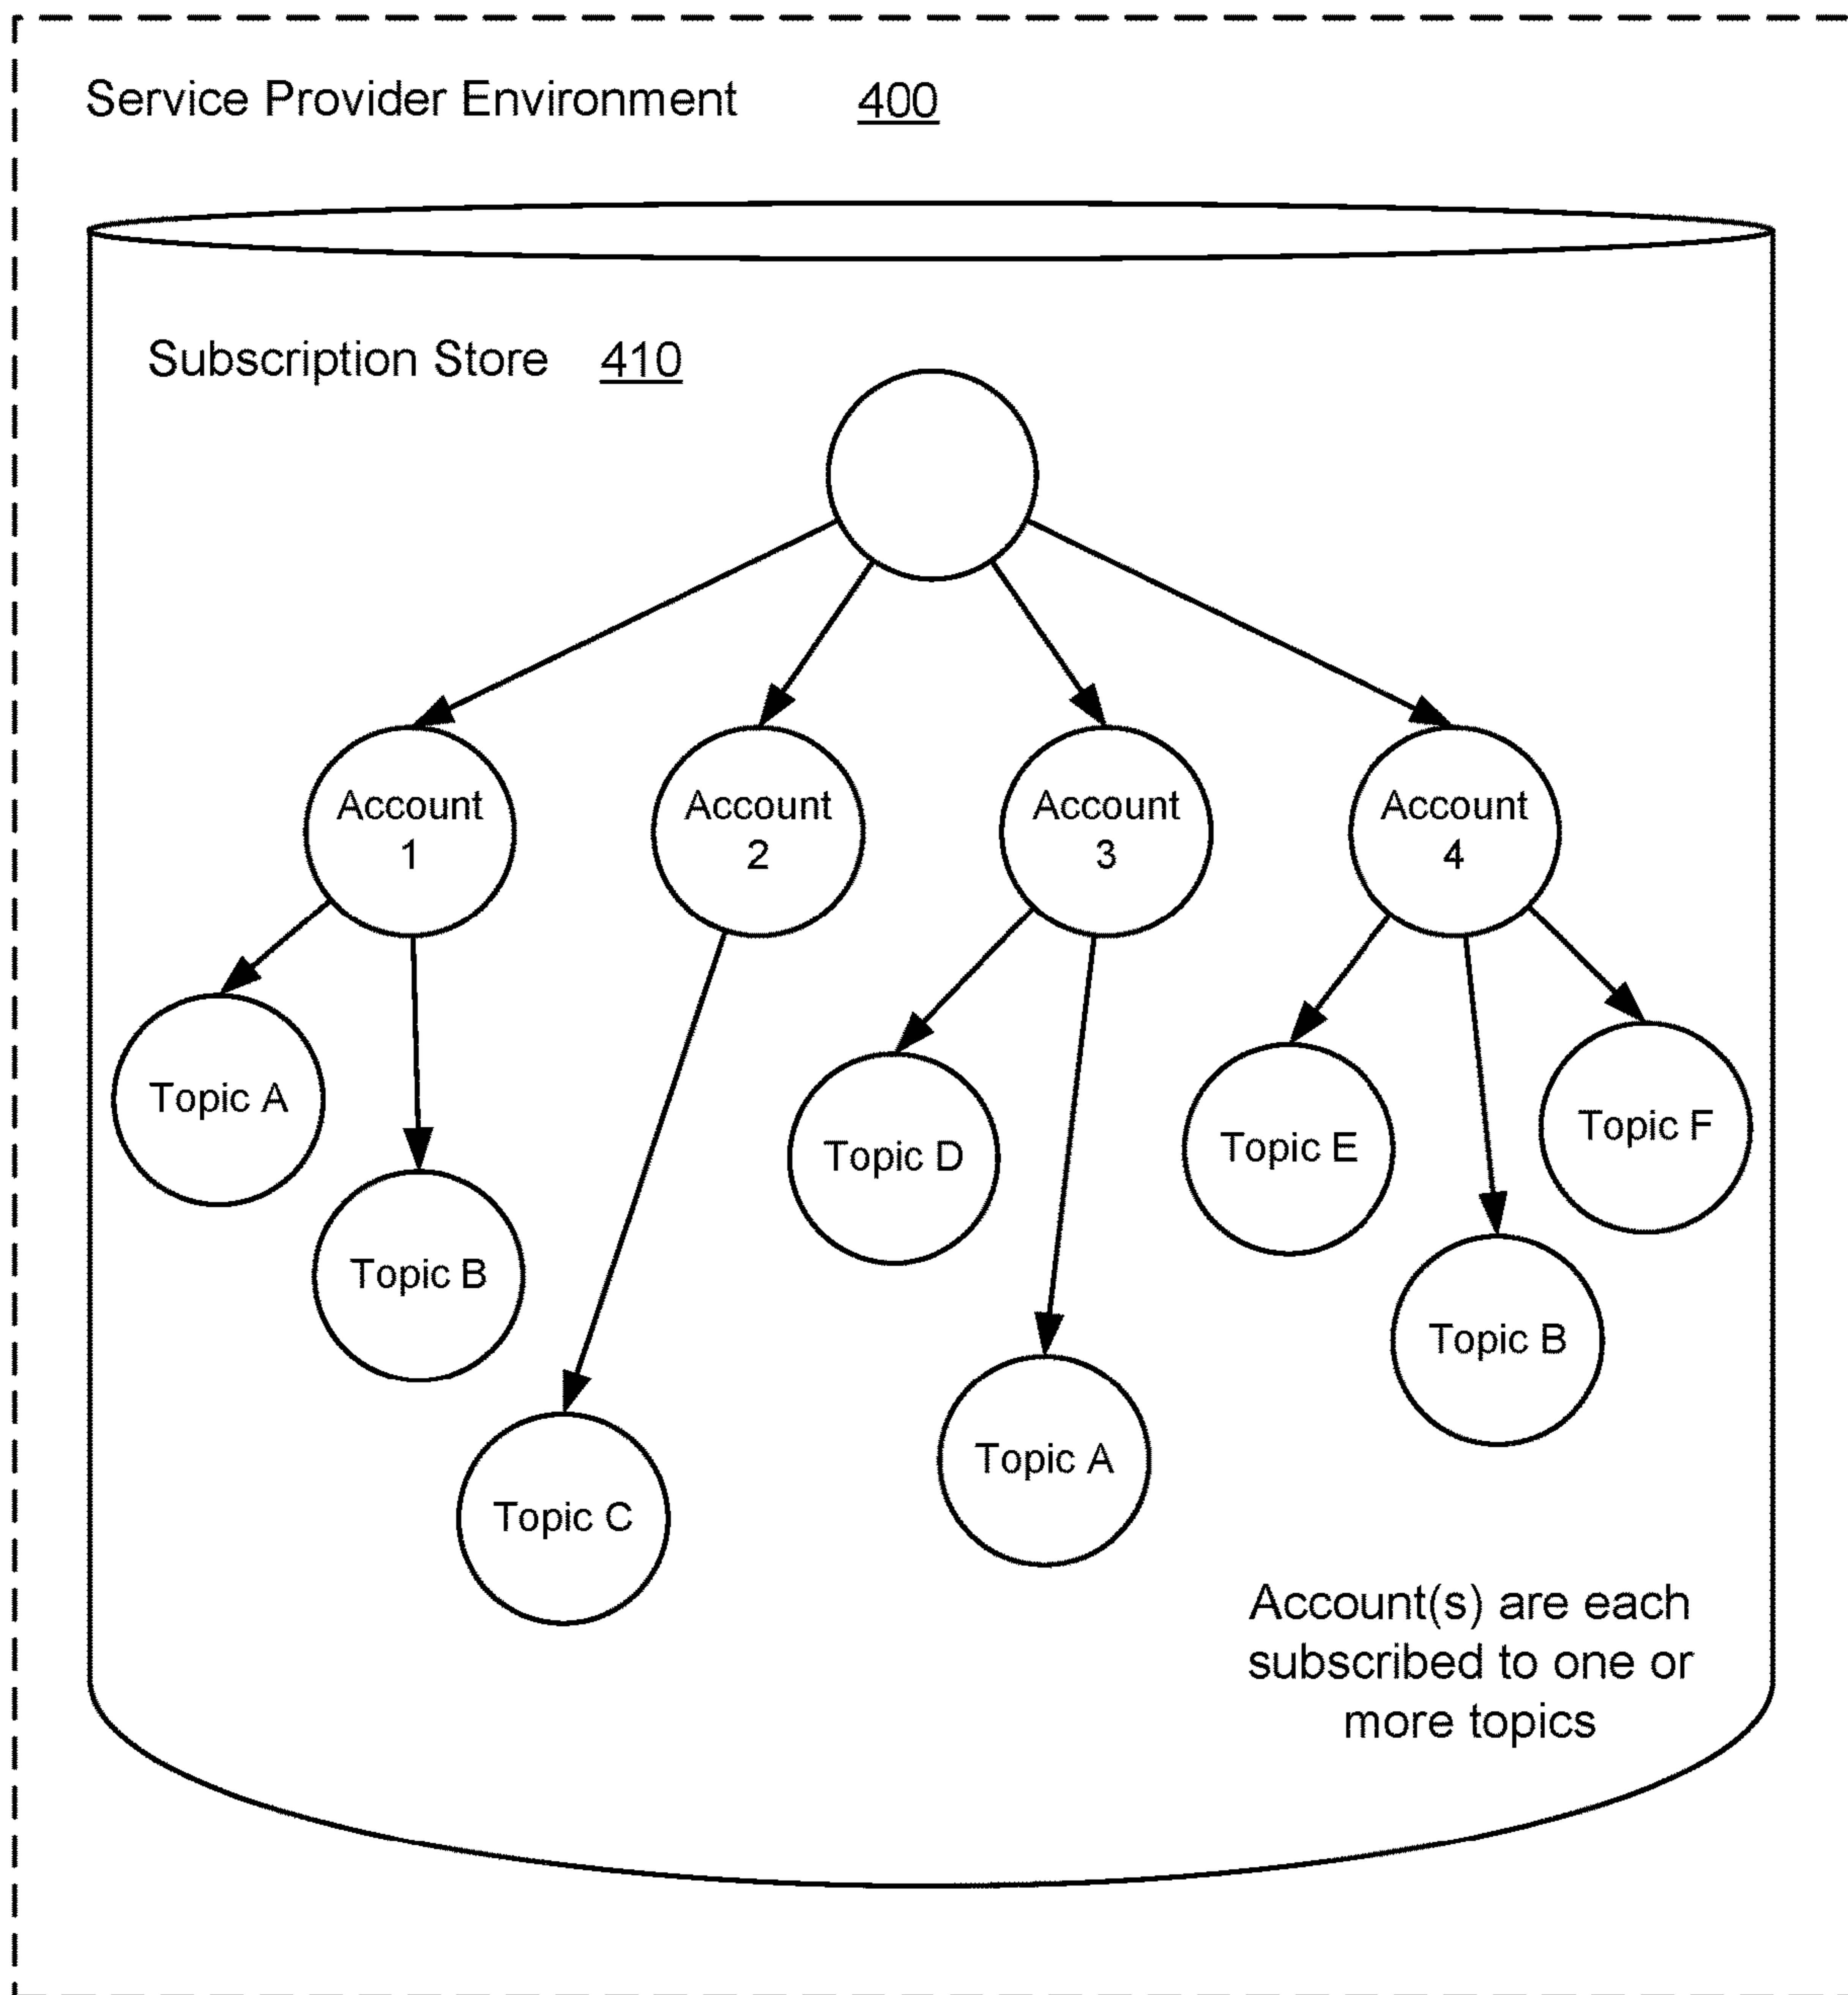 Service Provider Environment 400
Subscription Store 410
Account
1
Account
2
Account
3
Account
4
Topic A
Topic B
Topic C
Topic D
Topic A
Topic E
Topic B
Topic F
Account(s) are each
subscribed to one or
more topics